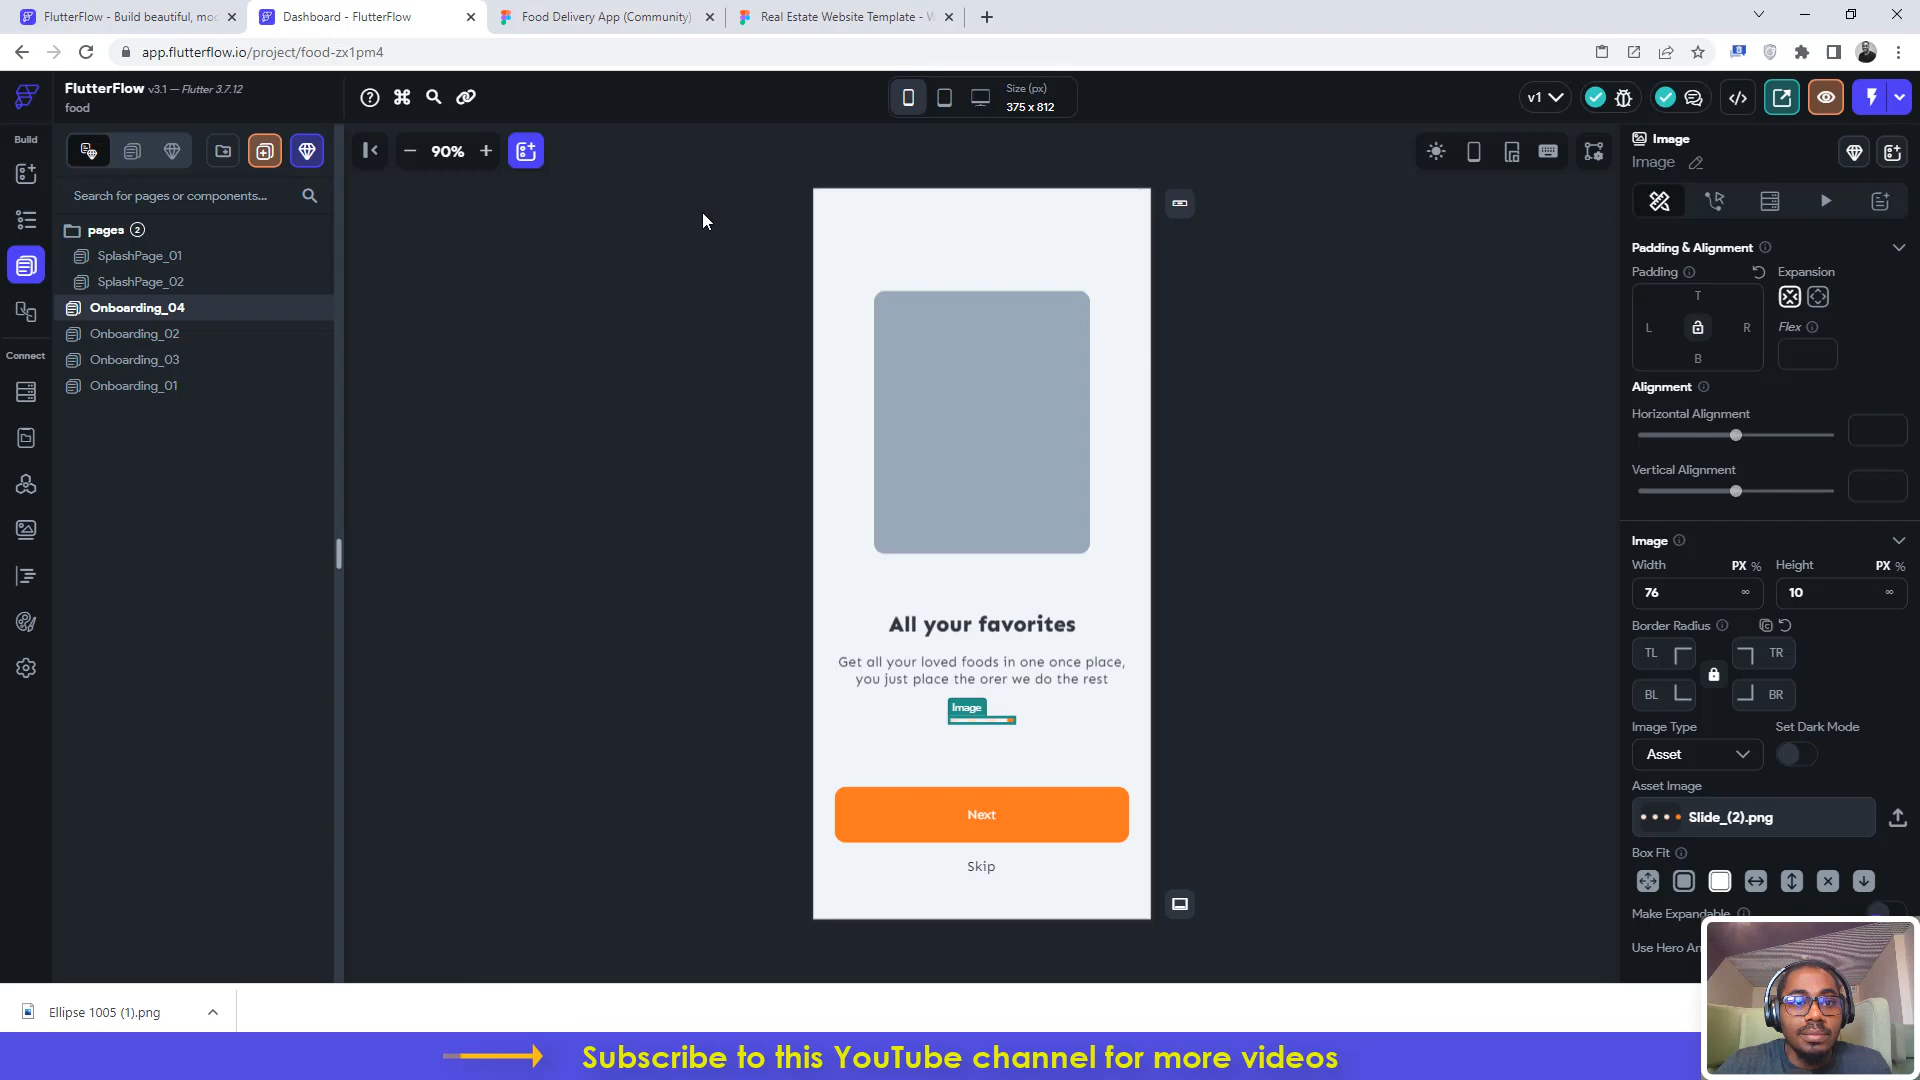 FlutterFlow - Build beautiful, mod
Dashboard - FlutterFlow
Food Delivery App (Community)
Real Estate Website Template - W
app.flutterflow.io/project/food-zx1pm4
FlutterFlow v3.1 — Flutter 3.7.12
food
Size (px)
375 x 812
v1
Build
90%
Search for pages or components...
pages 2
SplashPage_01
SplashPage_02
Onboarding_04
Onboarding_02
Onboarding_03
Onboarding_01
Connect
All your favorites
Get all your loved foods in one once place,
you just place the orer we do the rest
Image
Next
Skip
Image
Image
Padding & Alignment
Padding
Expansion
T
L
R
B
Flex
Alignment
Horizontal Alignment
Vertical Alignment
Image
Width PX %
Height PX %
76 ∞
10 ∞
Border Radius
TL
TR
BL
BR
Image Type
Set Dark Mode
Asset
Asset Image
Slide_(2).png
Box Fit
Make Expandable
Use Hero An
Ellipse 1005 (1).png
Subscribe to this YouTube channel for more videos